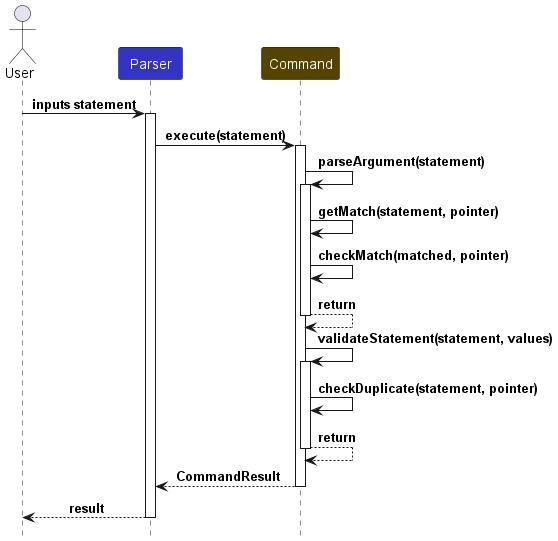 User
Parser
Command
inputs statement
execute(statement)
parseArgument(statement)
getMatch(statement, pointer)
checkMatch(matched, pointer)
return
validateStatement(statement, values)
checkDuplicate(statement, pointer)
return
CommandResult
result